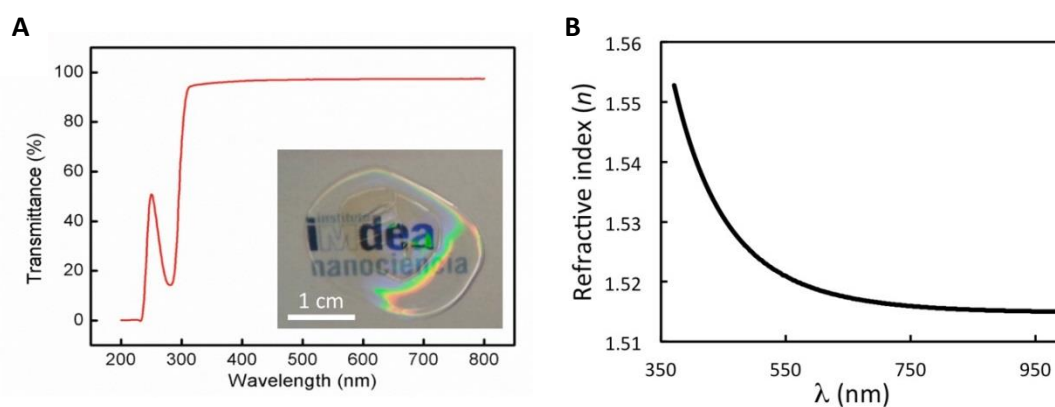 A
Transmittance (%)
100
80
60
40
20
0
200 300 400 500 600 700 800
Wavelength (nm)
instituto
dea
nanociencia
1 cm
B
Refractive index (n)
1.56
1.55
1.54
1.53
1.52
1.51
350 550 750 950
λ (nm)